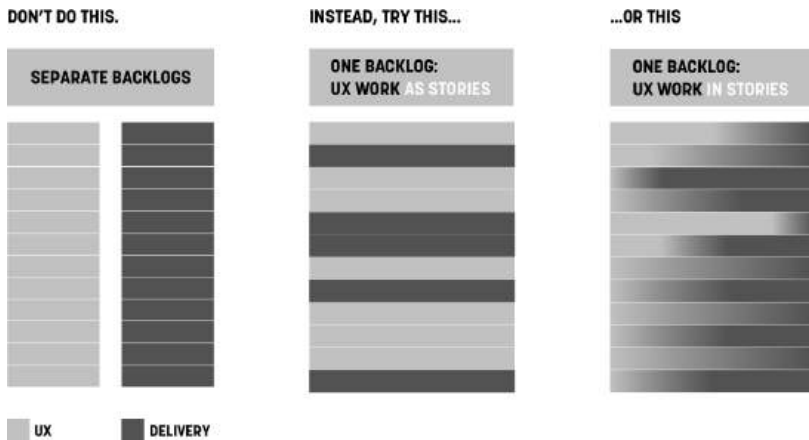 DON'T DO THIS.
SEPARATE BACKLOGS
INSTEAD, TRY THIS...
ONE BACKLOG:
UX WORK AS STORIES
...OR THIS
ONE BACKLOG:
UX WORK IN STORIES
UX
DELIVERY